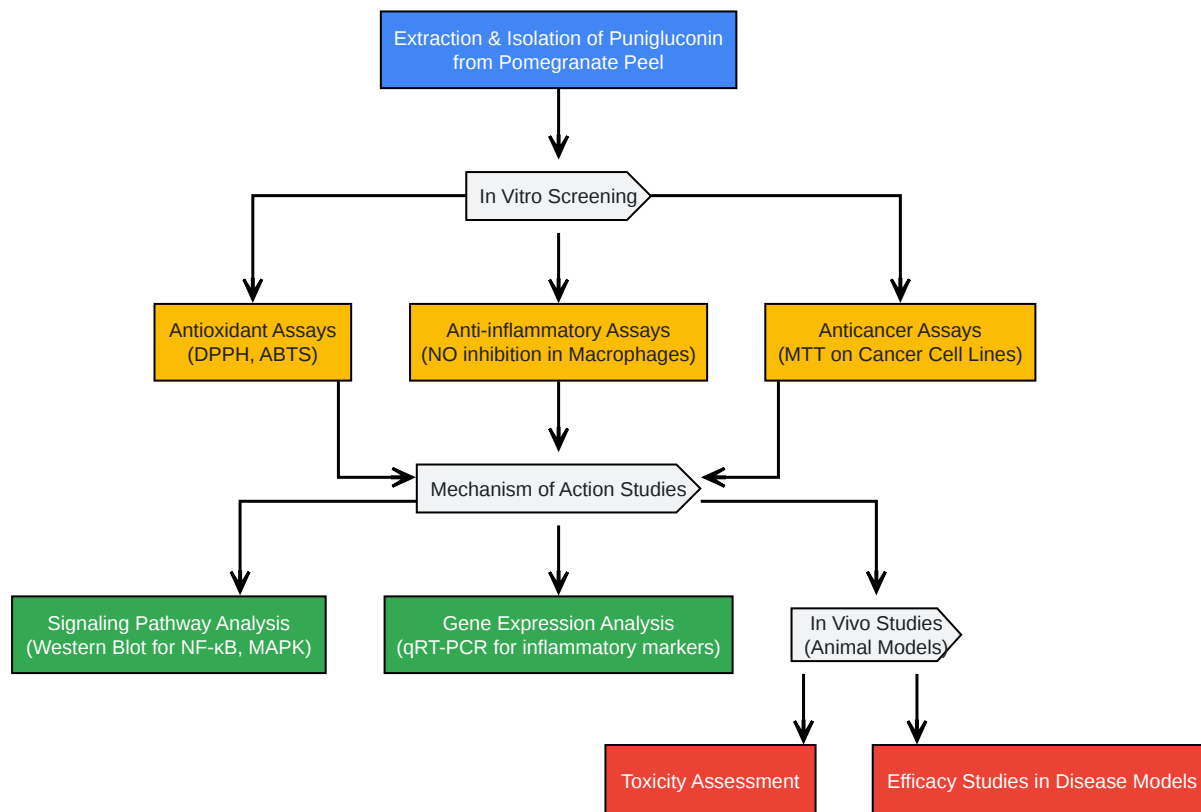 Extraction & Isolation of Punigluconin
from Pomegranate Peel
In Vitro Screening
Antioxidant Assays
(DPPH, ABTS)
Anti-inflammatory Assays
(NO inhibition in Macrophages)
Anticancer Assays
(MTT on Cancer Cell Lines)
Mechanism of Action Studies
Signaling Pathway Analysis
(Western Blot for NF-κB, MAPK)
Gene Expression Analysis
(qRT-PCR for inflammatory markers)
In Vivo Studies
(Animal Models)
Toxicity Assessment
Efficacy Studies in Disease Models